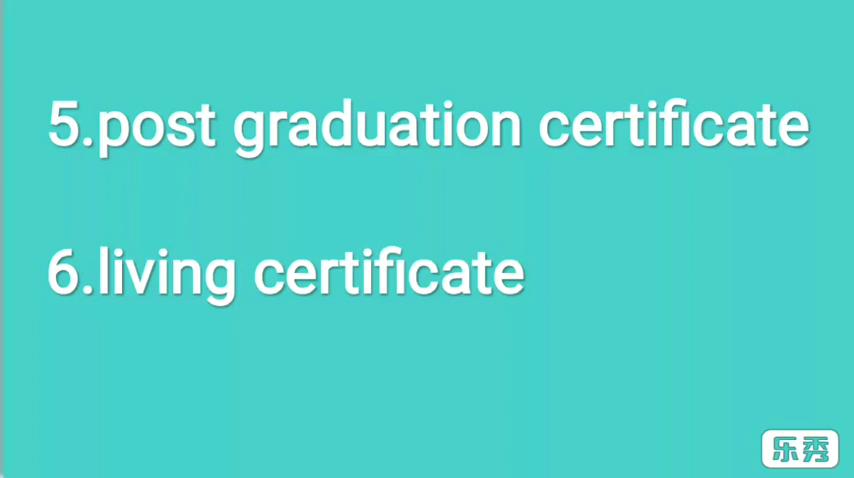 5.post graduation certificate
6.living certificate
乐秀